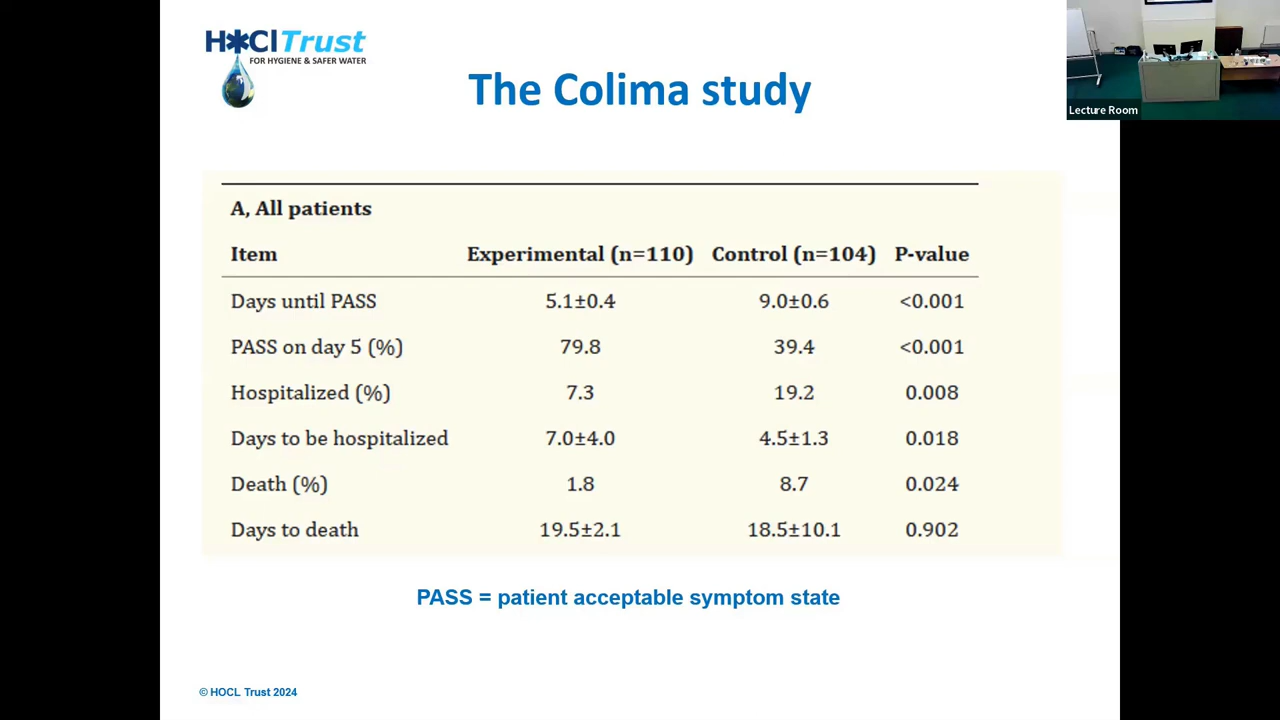 HOCl Trust
FOR HYGIENE & SAFER WATER
The Colima study
Lecture Room
A, All patients
Item Experimental (n=110) Control (n=104) P-value
Days until PASS 5.1±0.4 9.0±0.6 <0.001
PASS on day 5 (%) 79.8 39.4 <0.001
Hospitalized (%) 7.3 19.2 0.008
Days to be hospitalized 7.0±4.0 4.5±1.3 0.018
Death (%) 1.8 8.7 0.024
Days to death 19.5±2.1 18.5±10.1 0.902
PASS = patient acceptable symptom state
© HOCL Trust 2024